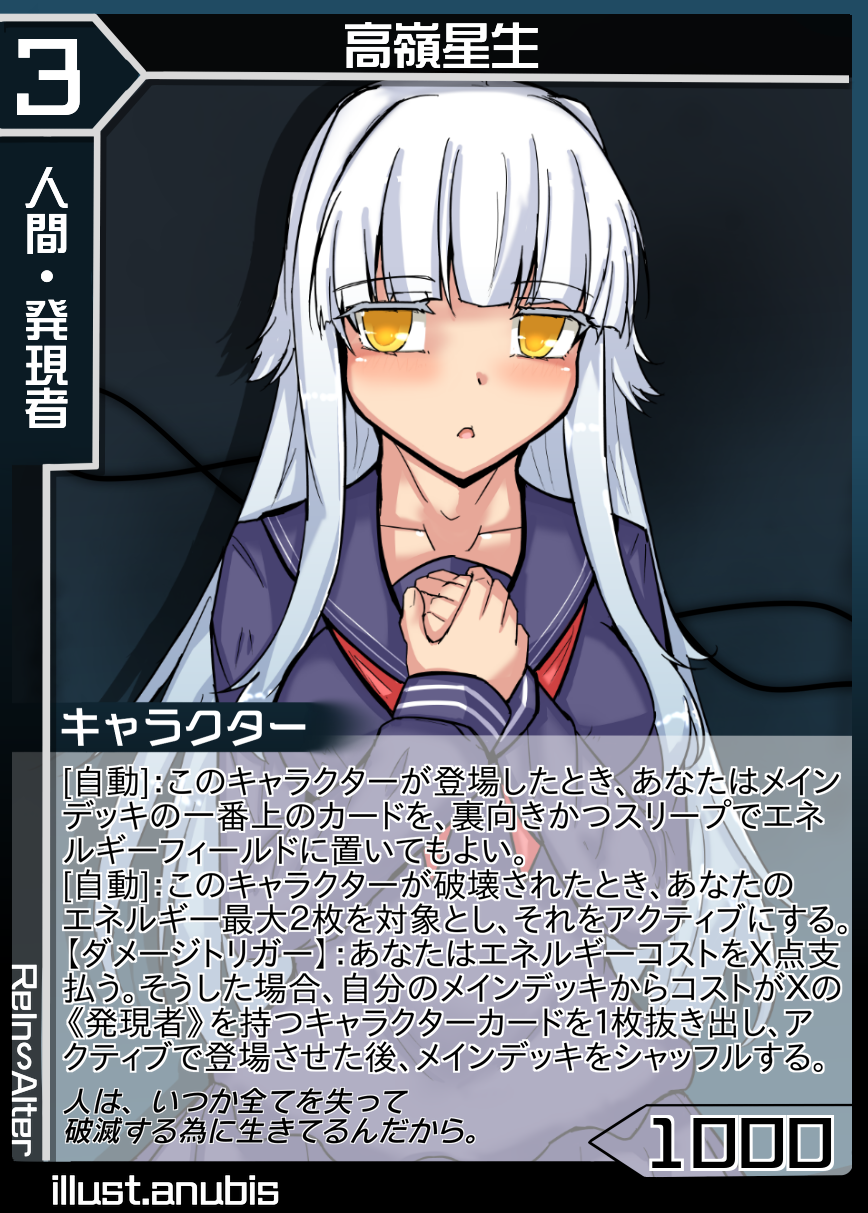 3
高嶺星生
人間・発現者
キャラクター
[自動]:このキャラクターが登場したとき、あなたはメイン
デッキの一番上のカードを、裏向きかつスリープでエネ
ルギーフィールドに置いてもよい。
[自動]:このキャラクターが破壊されたとき、あなたの
エネルギー最大2枚を対象とし、それをアクティブにする。
【ダメージトリガー】:あなたはエネルギーコストをX点支
払う。そうした場合、自分のメインデッキからコストがXの
《発現者》を持つキャラクターカードを1枚抜き出し、ア
クティブで登場させた後、メインデッキをシャッフルする。
人は、いつか全てを失って
破滅する為に生きてるんだから。
1000
ReIn∽Alter
illust.anubis